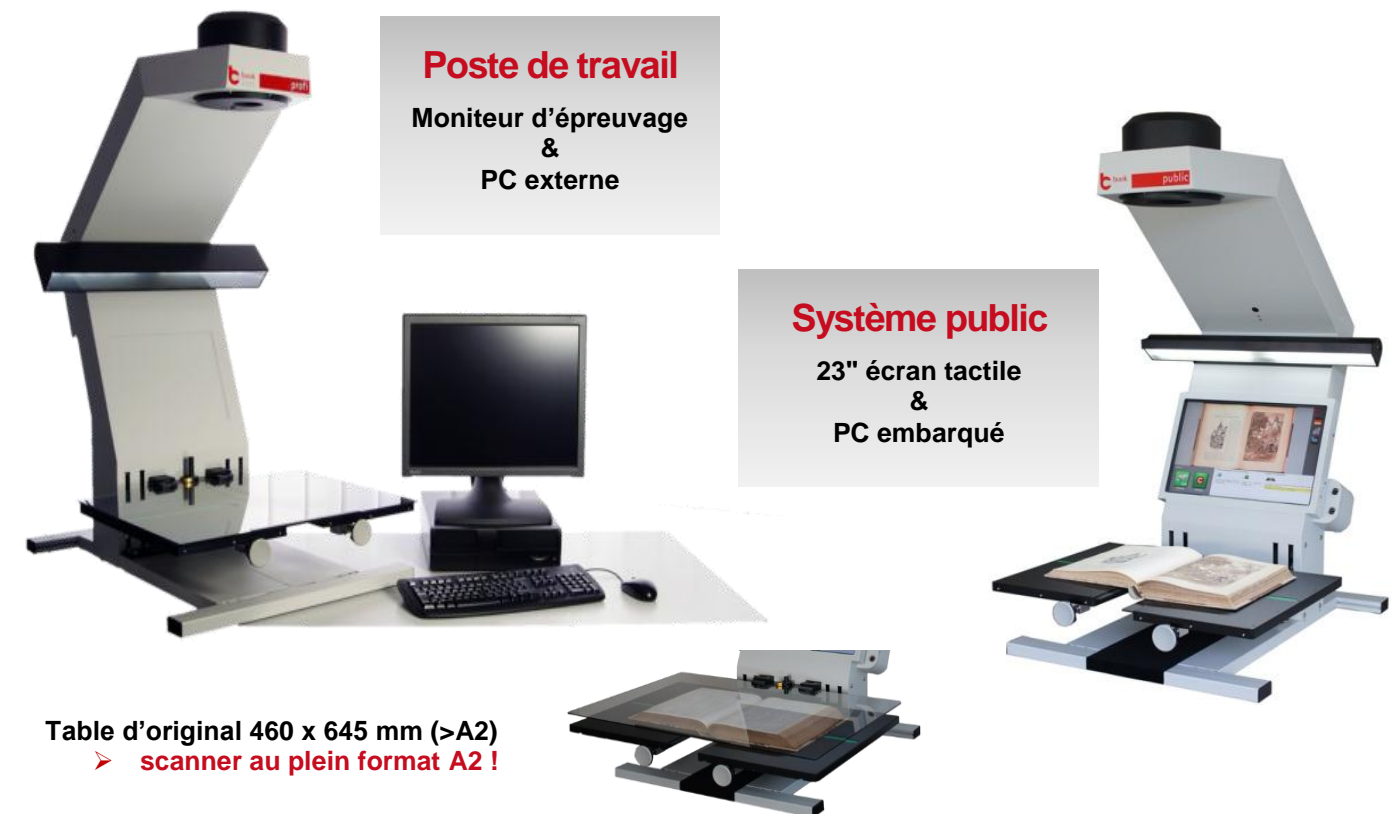 book
profi
Poste de travail
Moniteur d’épreuvage
&
PC externe
book
public
Système public
23" écran tactile
&
PC embarqué
Table d’original 460 x 645 mm (>A2)
➢ scanner au plein format A2 !